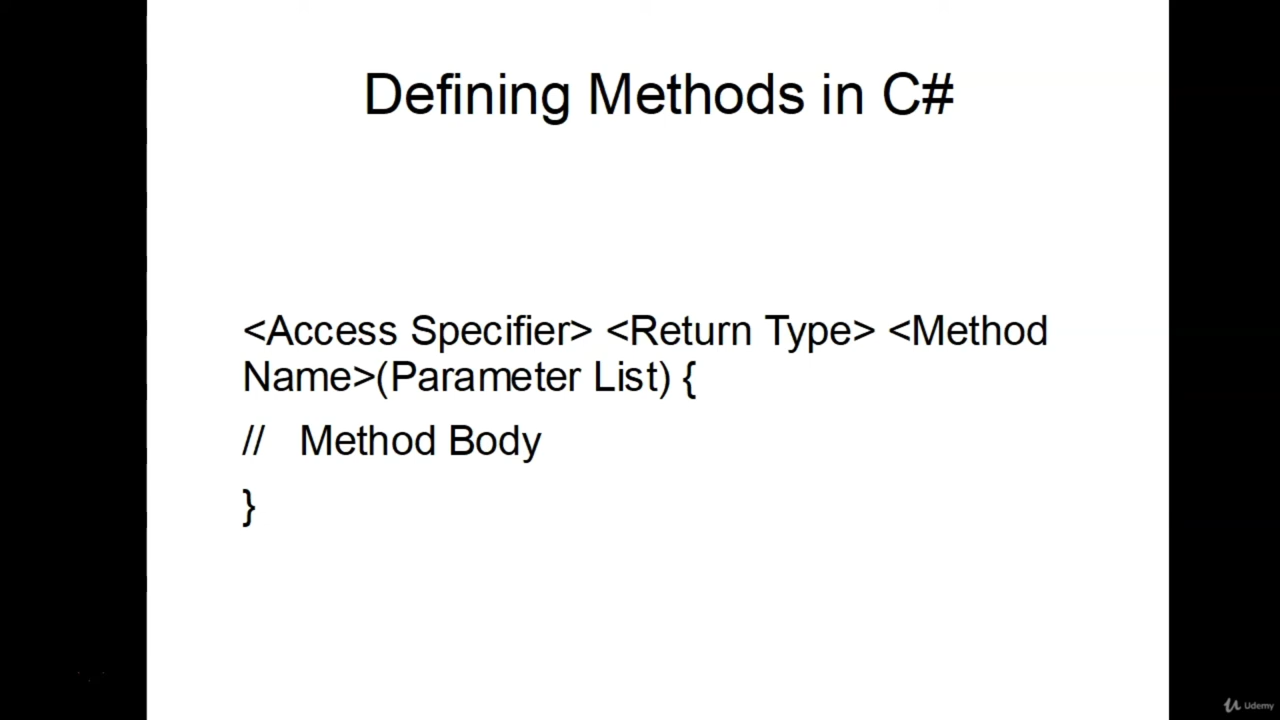 Defining Methods in C#
<Access Specifier> <Return Type> <Method
Name>(Parameter List) {
//   Method Body
}
Udemy